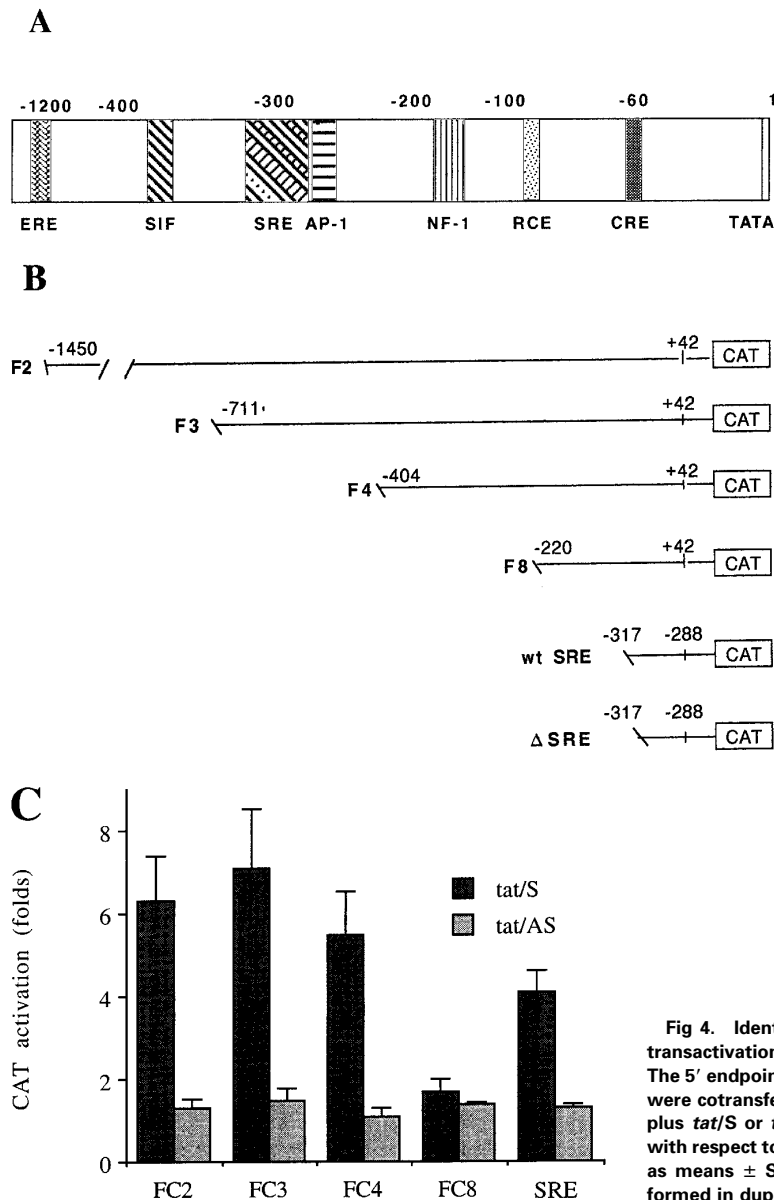 A
-1200 -400 -300 -200 -100 -60 1
ERE SIF SRE AP-1 NF-1 RCE CRE TATA
B
F2 -1450 +42 CAT
F3 -711 +42 CAT
F4 -404 +42 CAT
F8 -220 +42 CAT
wt SRE -317 -288 CAT
Δ SRE -317 -288 CAT
C
CAT activation (folds)
8
6
4
2
0
tat/S
tat/AS
FC2 FC3 FC4 FC8 SRE
Fig 4. Ident
transactivation
The 5′ endpoin
were cotransfe
plus tat/S or
with respect to
as means ± S
formed in dup